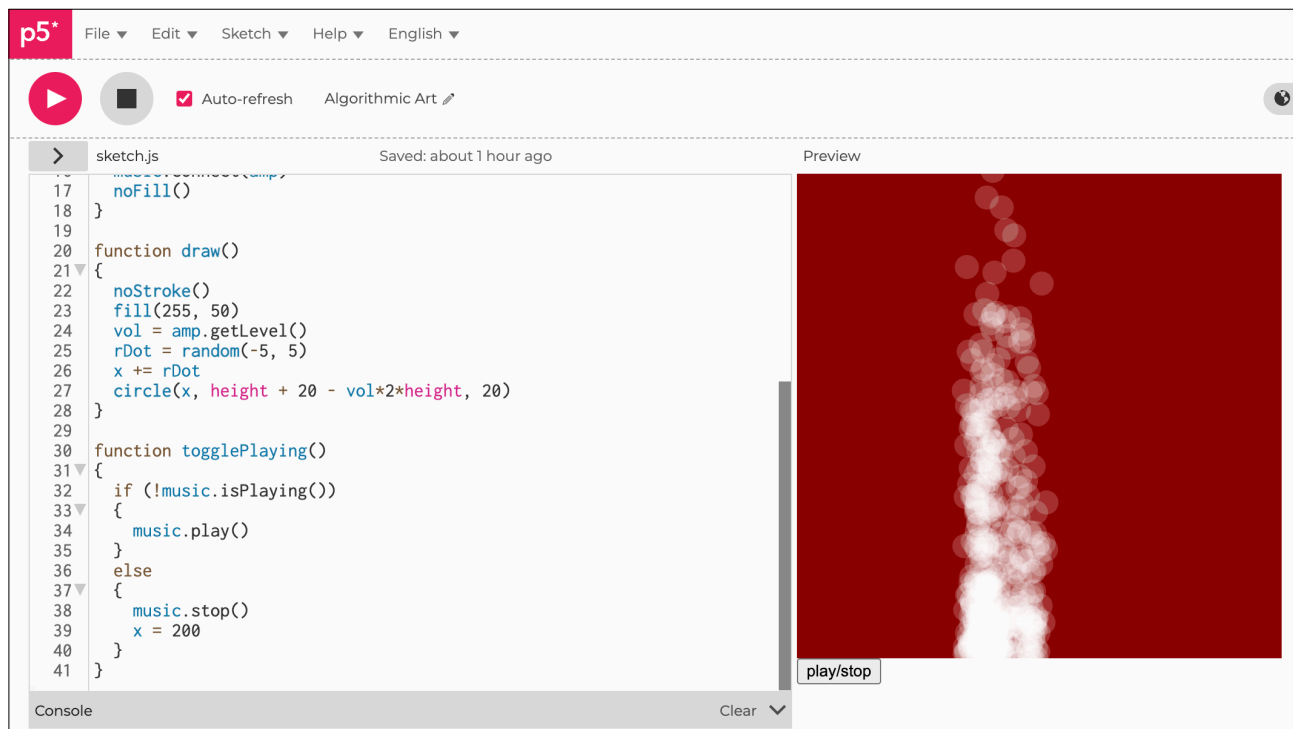 p5*
File Edit Sketch Help English
Auto-refresh Algorithmic Art
sketch.js Saved: about 1 hour ago Preview
17 noFill()
18 }
19
20 function draw()
21 {
22 noStroke()
23 fill(255, 50)
24 vol = amp.getLevel()
25 rDot = random(-5, 5)
26 x += rDot
27 circle(x, height + 20 - vol*2*height, 20)
28 }
29
30 function togglePlaying()
31 {
32 if (!music.isPlaying())
33 {
34 music.play()
35 }
36 else
37 {
38 music.stop()
39 x = 200
40 }
41 }
play/stop
Console Clear